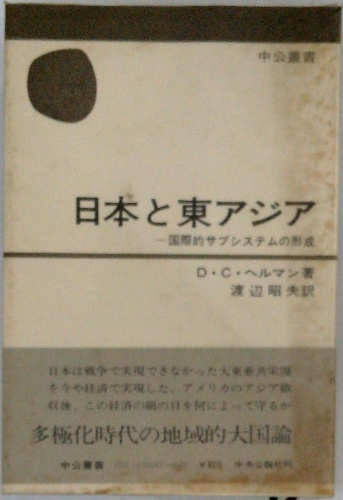 中公叢書
日本と東アジア
―国際的サブシステムの形成
D・C・ヘルマン著
渡辺昭夫訳
日本は戦争で実現できなかった大東亜共栄圏
を今や経済で実現した。アメリカのアジア撤
収後、この経済の網の目を何によって守るか
多極化時代の地域的大国論
中公叢書
中央公論社刊